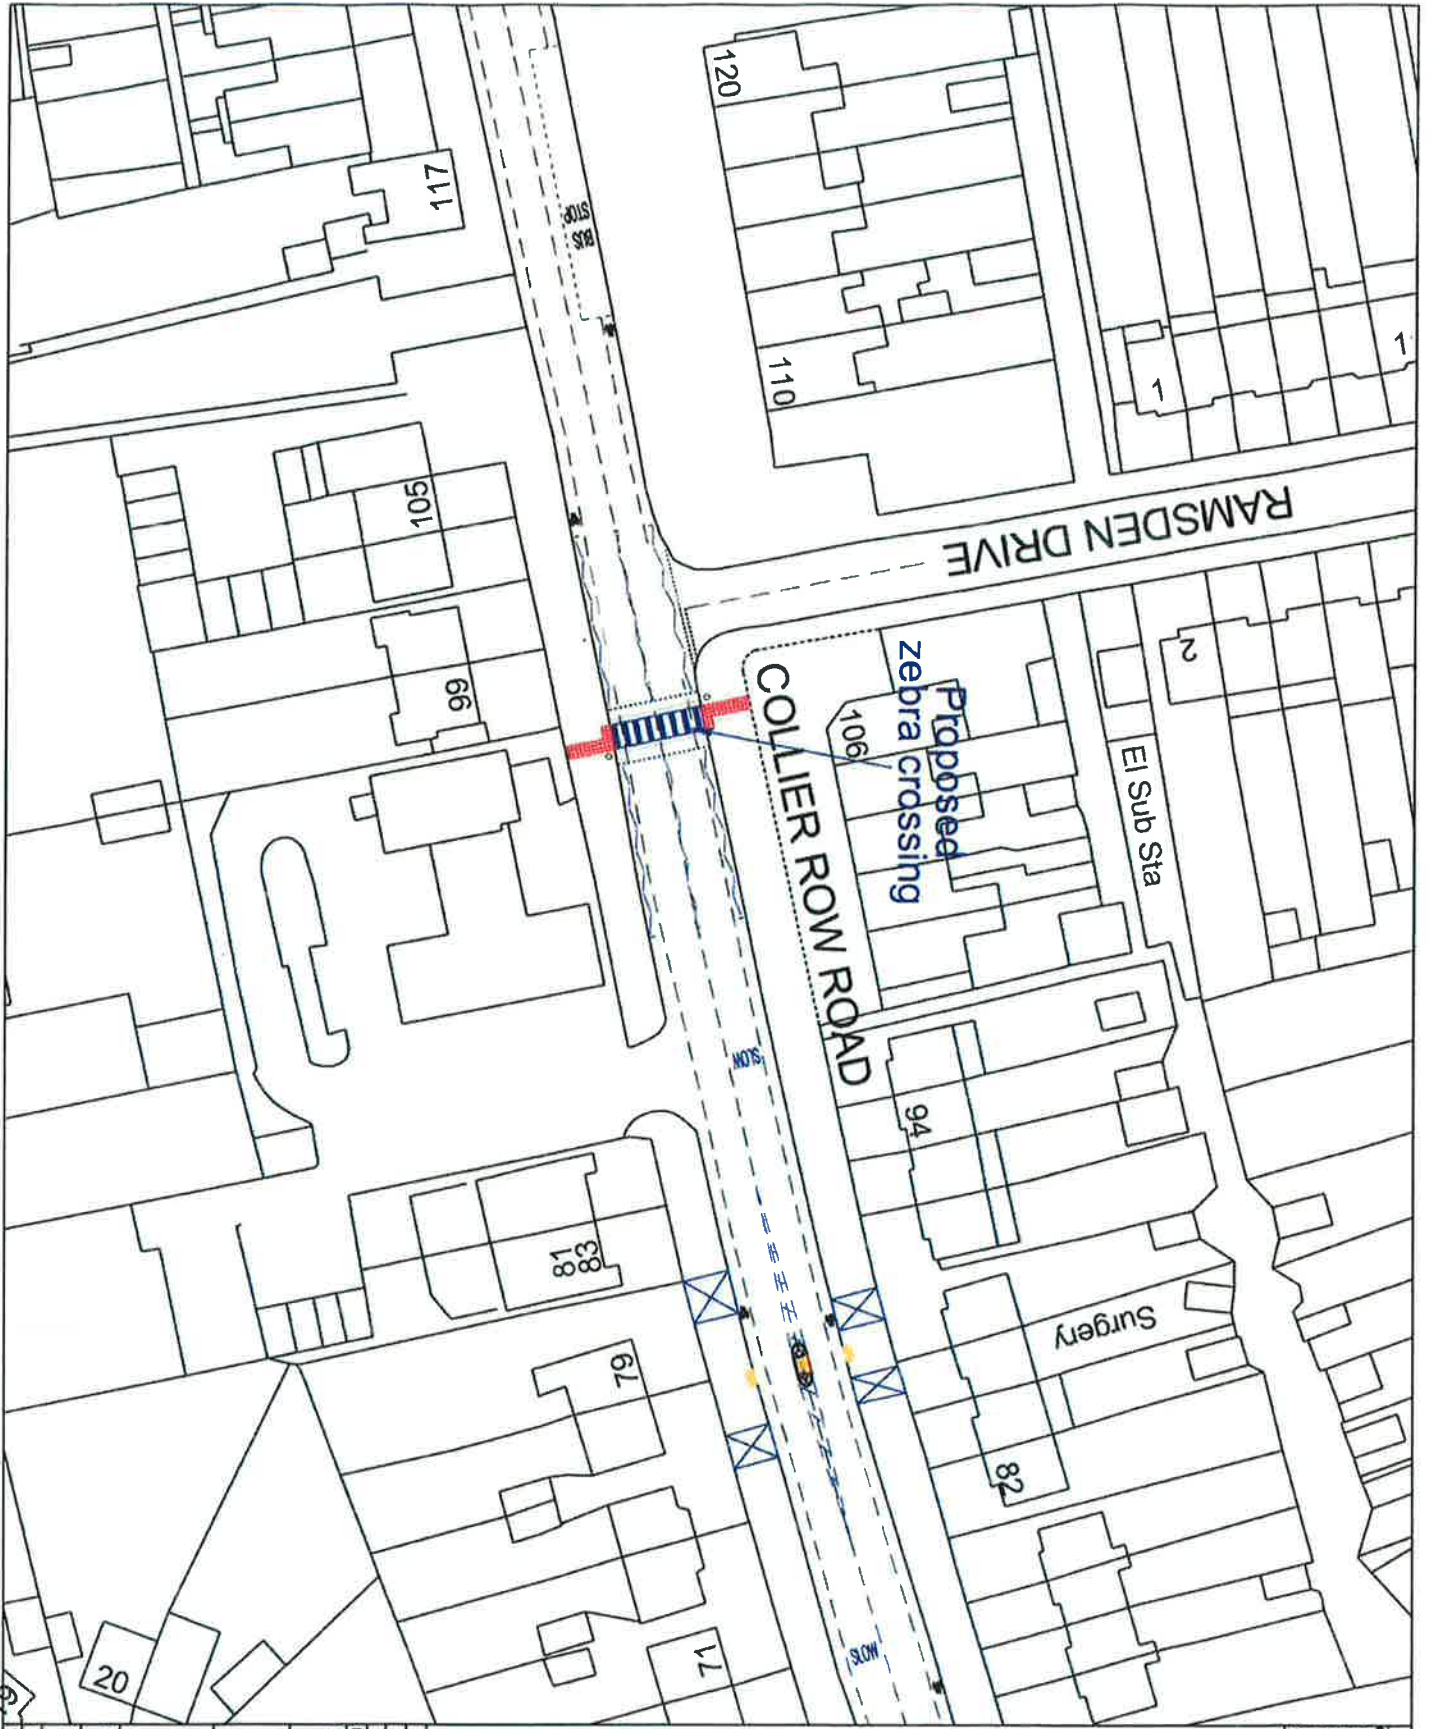 120
117
BUS
STOP
110
1
1
105
RAMSDEN DRIVE
99
2
Proposed
zebra crossing
106
COLLIER ROW ROAD
El Sub Sta
SLOW
94
81
83
Surgery
79
82
SLOW
71
20